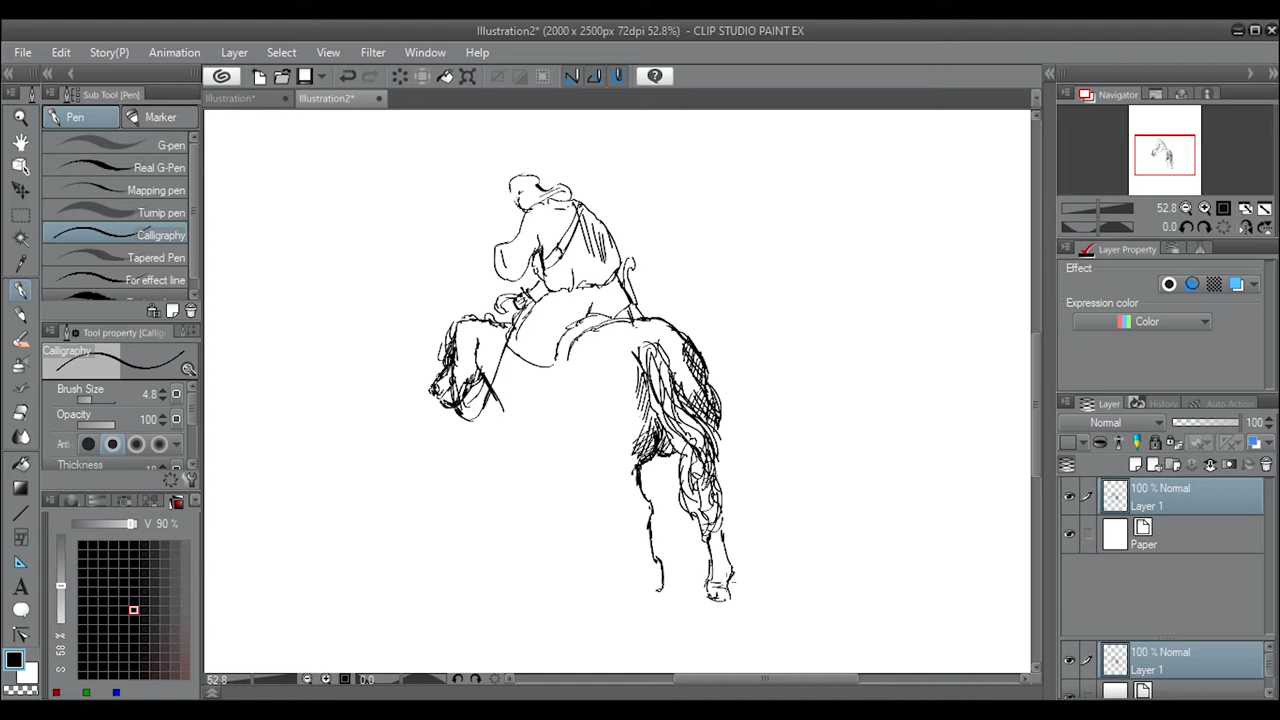 Illustration2* (2000 x 2500px 72dpi 52.8%) - CLIP STUDIO PAINT EX
File Edit Story(P) Animation Layer Select View Filter Window Help
Sub Tool [Pen]
Illustration* Illustration2*
Navigator
Pen Marker
G-pen
Real G-Pen
Mapping pen
Turnip pen
Calligraphy
Tapered Pen
For effect line
Tool property [Callig
Calligraphy
Brush Size 4.8
Opacity 100
Anti-
Thickness
V 90 %
58
S
52.8
0.0
52.8
0.0
Layer Property
Effect
Expression color
Color
Layer History Auto Action
Normal 100
100 % Normal
Layer 1
Paper
100 % Normal
Layer 1